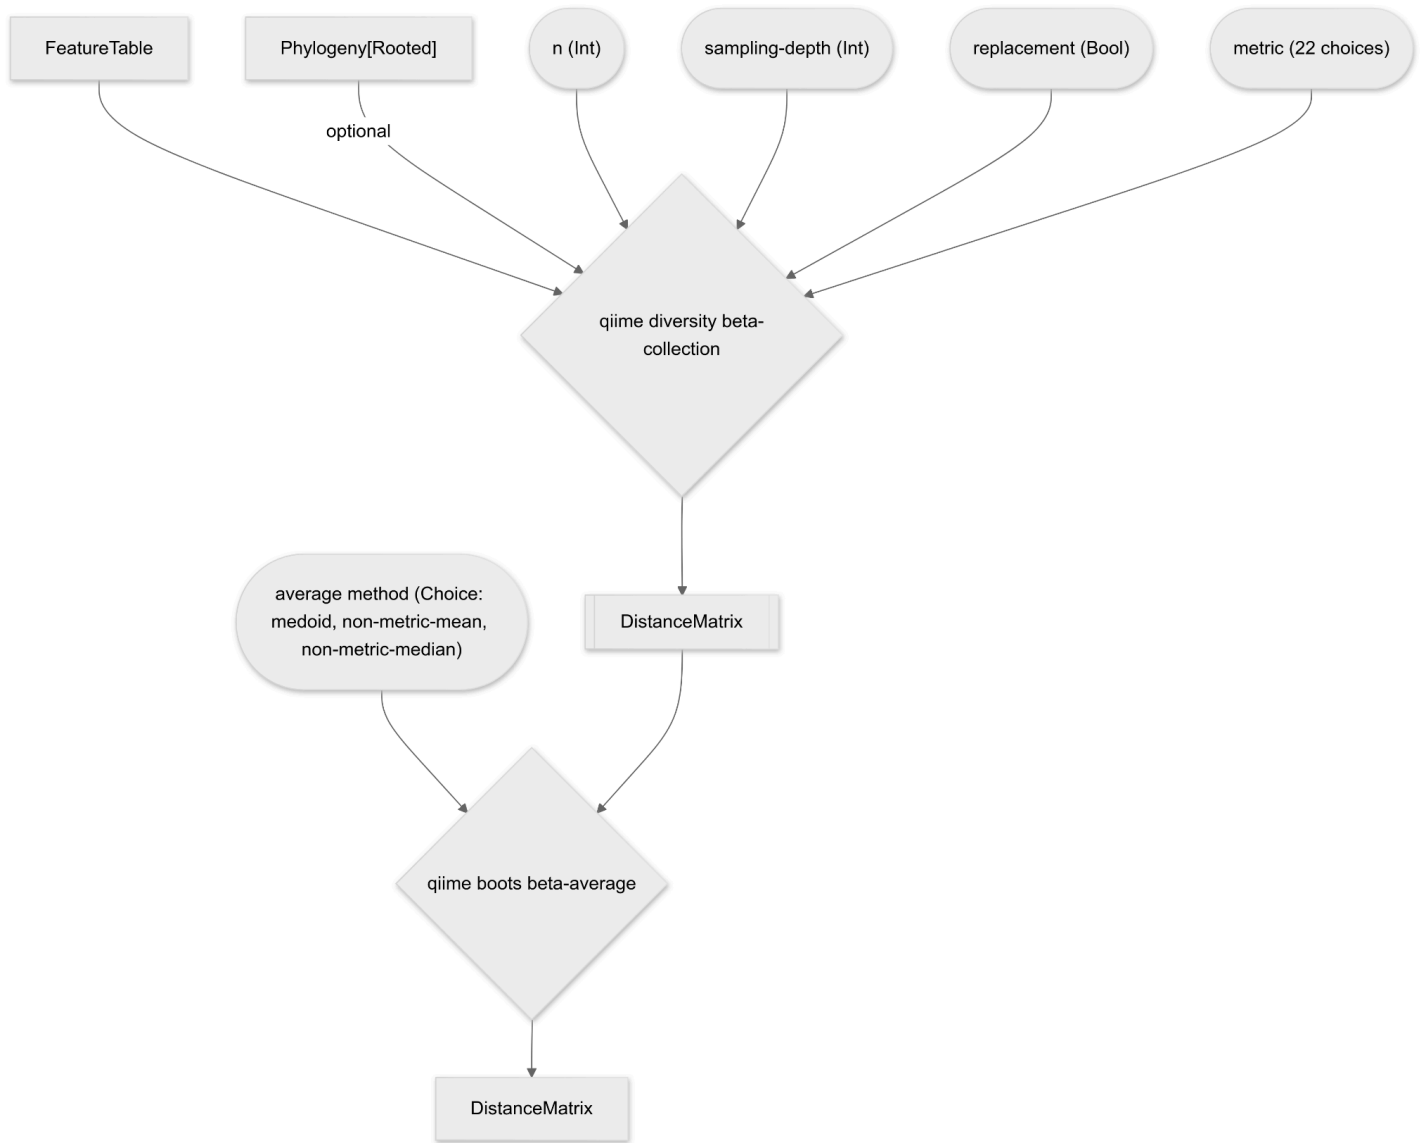 FeatureTable
Phylogeny[Rooted]
n (Int)
sampling-depth (Int)
replacement (Bool)
metric (22 choices)
optional
qiime diversity beta-
collection
average method (Choice:
medoid, non-metric-mean,
non-metric-median)
DistanceMatrix
qiime boots beta-average
DistanceMatrix